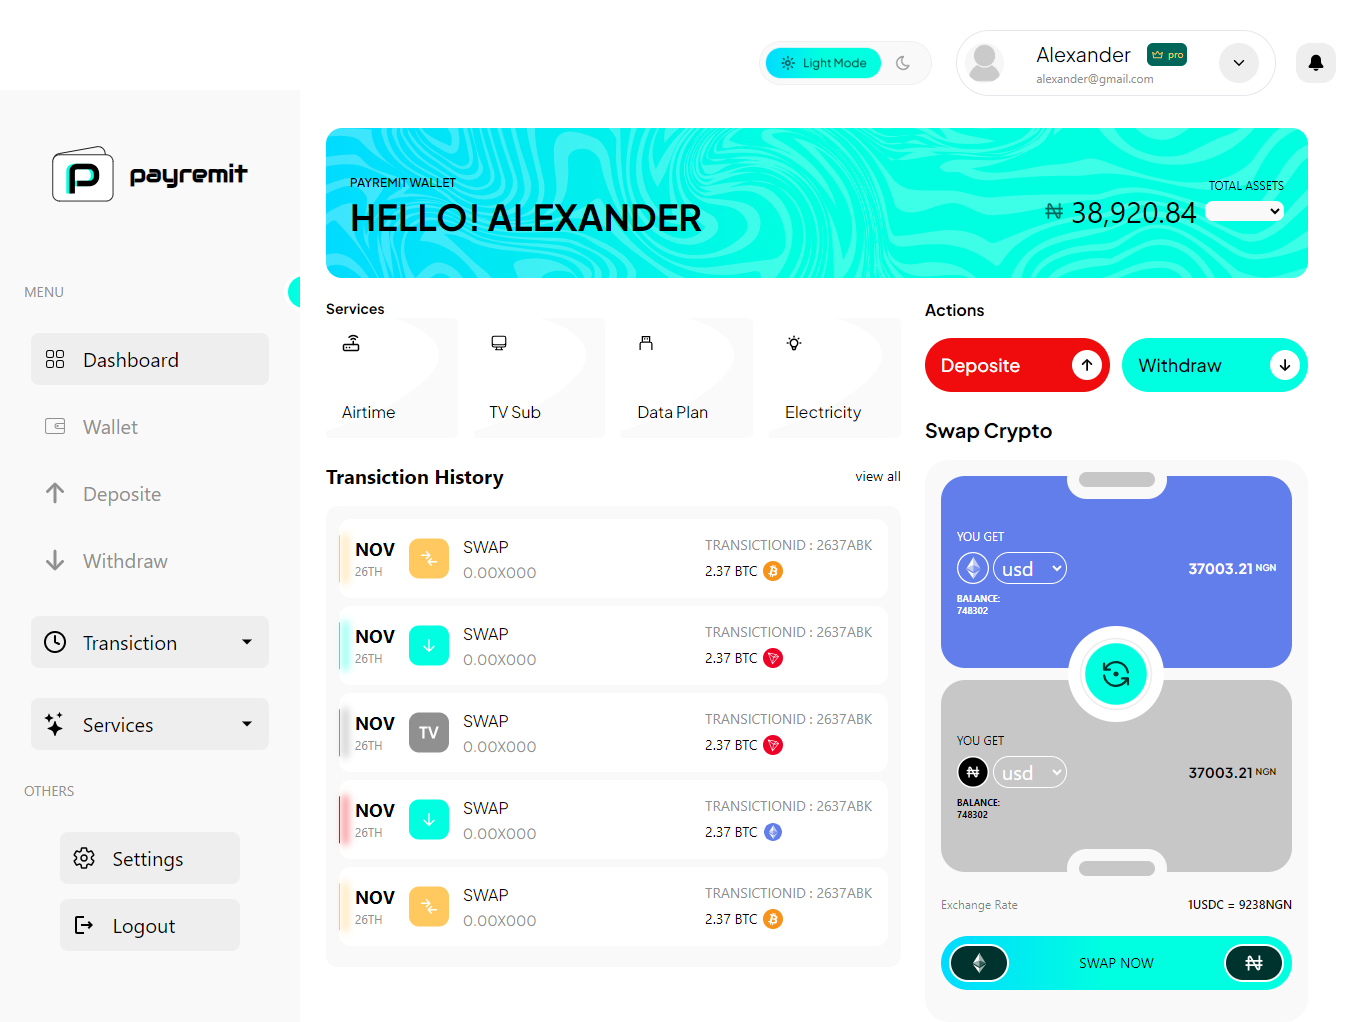 Light Mode
Alexander
pro
alexander@gmail.com
payremit
MENU
Dashboard
Wallet
Deposite
Withdraw
Transiction
Services
OTHERS
Settings
Logout
PAYREMIT WALLET
HELLO! ALEXANDER
TOTAL ASSETS
₦ 38,920.84
Services
Airtime
TV Sub
Data Plan
Electricity
Actions
Deposite
Withdraw
Transiction History
view all
NOV
26TH
SWAP
0.00X000
TRANSICTIONID : 2637ABK
2.37 BTC
NOV
26TH
SWAP
0.00X000
TRANSICTIONID : 2637ABK
2.37 BTC
NOV
26TH
TV
SWAP
0.00X000
TRANSICTIONID : 2637ABK
2.37 BTC
NOV
26TH
SWAP
0.00X000
TRANSICTIONID : 2637ABK
2.37 BTC
NOV
26TH
SWAP
0.00X000
TRANSICTIONID : 2637ABK
2.37 BTC
Swap Crypto
YOU GET
usd
37003.21 NGN
BALANCE:
748302
YOU GET
₦
usd
37003.21 NGN
BALANCE:
748302
Exchange Rate
1USDC = 9238NGN
SWAP NOW
₦